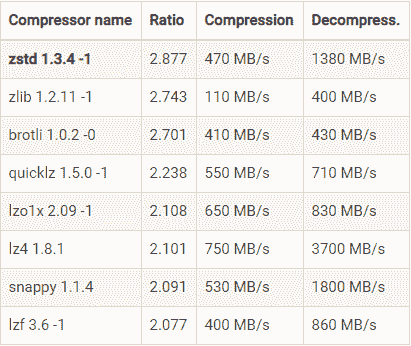 Compressor name Ratio Compression Decompress.
zstd 1.3.4 -1 2.877 470 MB/s 1380 MB/s
zlib 1.2.11 -1 2.743 110 MB/s 400 MB/s
brotli 1.0.2 -0 2.701 410 MB/s 430 MB/s
quicklz 1.5.0 -1 2.238 550 MB/s 710 MB/s
lzo1x 2.09 -1 2.108 650 MB/s 830 MB/s
lz4 1.8.1 2.101 750 MB/s 3700 MB/s
snappy 1.1.4 2.091 530 MB/s 1800 MB/s
lzf 3.6 -1 2.077 400 MB/s 860 MB/s